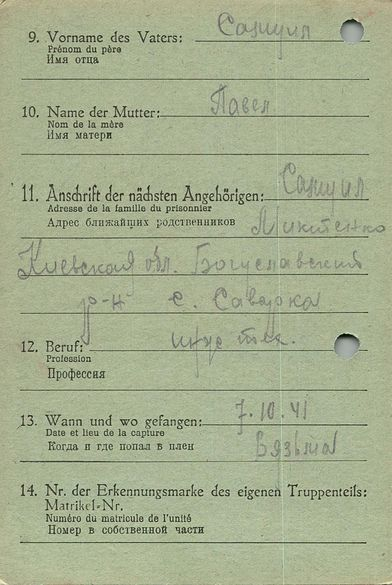 9. Vorname des Vaters: Самуил
Prénom du père
Имя отца
10. Name der Mutter: Павел
Nom de la mère
Имя матери
11. Anschrift der nächsten Angehörigen: Самуил
Adresse de la famille du prisonnier
Адрес ближайших родственников Микитенко
Киевская обл. Богуславский
р-н с. Саварка
12. Beruf:
Profession
Профессия
13. Wann und wo gefangen: 7.10.41
Date et lieu de la capture
Когда и где попал в плен Вязьма
14. Nr. der Erkennungsmarke des eigenen Truppenteils:
Matrikel-Nr.
Numéro du matricule de l'unité
Номер в собственной части